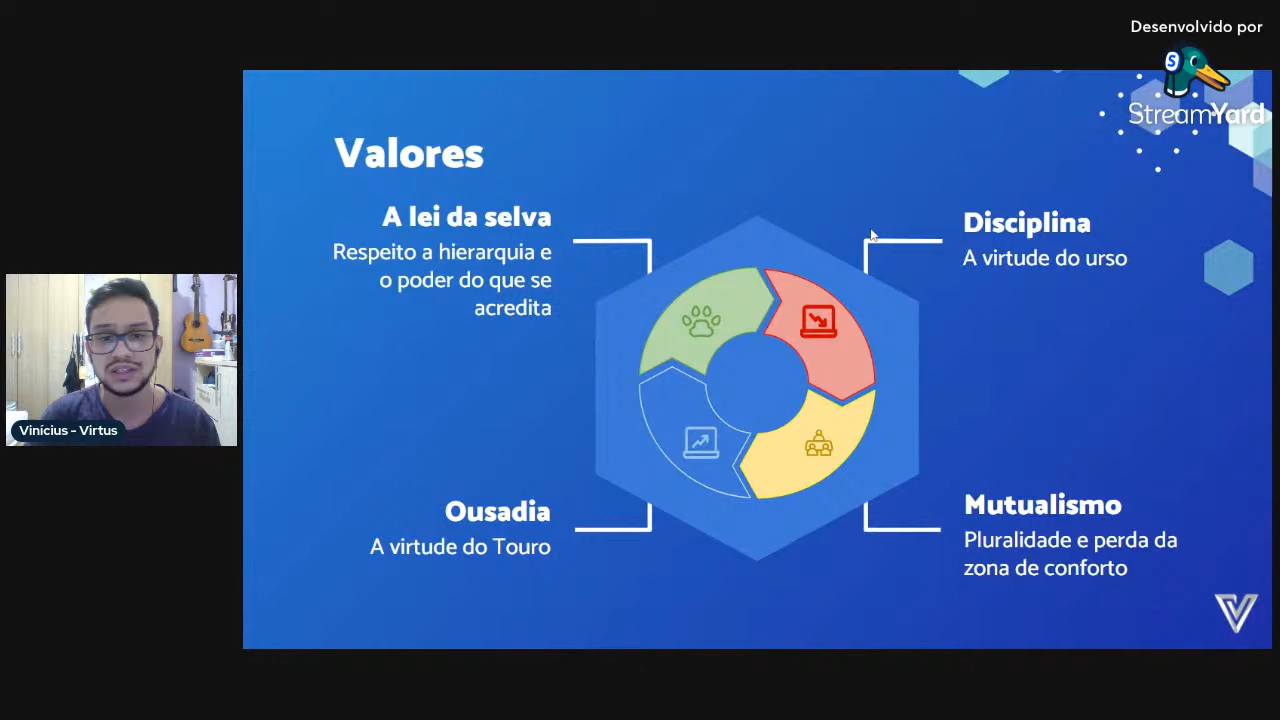 Desenvolvido por
StreamYard
Valores
A lei da selva
Respeito a hierarquia e
o poder do que se
acredita
Disciplina
A virtude do urso
Vinícius - Virtus
Ousadia
A virtude do Touro
Mutualismo
Pluralidade e perda da
zona de conforto